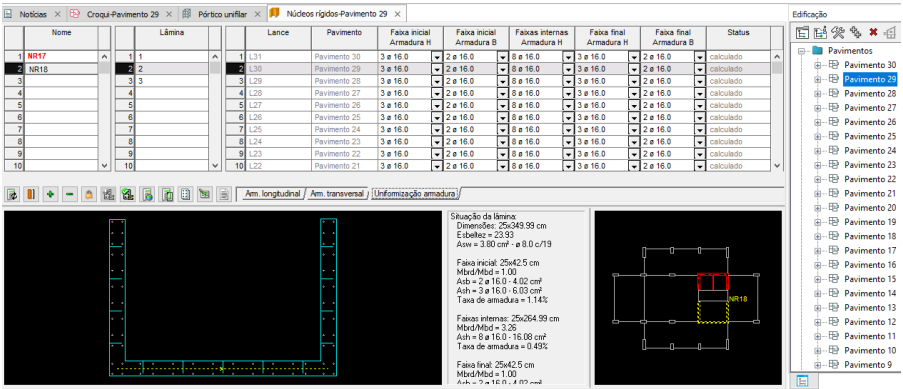 Notícias × Croqui-Pavimento 29 × Pórtico unifilar × Núcleos rígidos-Pavimento 29 ×
Edificação
Nome
1 NR17
2 NR18
3
4
5
6
7
8
9
10
Lâmina
1 1
2 2
3 3
4
5
6
7
8
9
10
Lance Pavimento Faixa inicial Armadura H Faixa inicial Armadura B Faixas internas Armadura H Faixa final Armadura H Faixa final Armadura B Status
1 L31 Pavimento 30 3 ø 16.0 2 ø 16.0 8 ø 16.0 3 ø 16.0 2 ø 16.0 calculado
2 L30 Pavimento 29 3 ø 16.0 2 ø 16.0 8 ø 16.0 3 ø 16.0 2 ø 16.0 calculado
3 L29 Pavimento 28 3 ø 16.0 2 ø 16.0 8 ø 16.0 3 ø 16.0 2 ø 16.0 calculado
4 L28 Pavimento 27 3 ø 16.0 2 ø 16.0 8 ø 16.0 3 ø 16.0 2 ø 16.0 calculado
5 L27 Pavimento 26 3 ø 16.0 2 ø 16.0 8 ø 16.0 3 ø 16.0 2 ø 16.0 calculado
6 L26 Pavimento 25 3 ø 16.0 2 ø 16.0 8 ø 16.0 3 ø 16.0 2 ø 16.0 calculado
7 L25 Pavimento 24 3 ø 16.0 2 ø 16.0 8 ø 16.0 3 ø 16.0 2 ø 16.0 calculado
8 L24 Pavimento 23 3 ø 16.0 2 ø 16.0 8 ø 16.0 3 ø 16.0 2 ø 16.0 calculado
9 L23 Pavimento 22 3 ø 16.0 2 ø 16.0 8 ø 16.0 3 ø 16.0 2 ø 16.0 calculado
10 L22 Pavimento 21 3 ø 16.0 2 ø 16.0 8 ø 16.0 3 ø 16.0 2 ø 16.0 calculado
Arm. longitudinal / Arm. transversal / Uniformização armadura
Situação da lâmina:
Dimensões: 25x349.99 cm
Esbeltez = 23.93
Asw = 3.80 cm² - ø 8.0 c/19
Faixa inicial: 25x42.5 cm
Mbrd/Mbd = 1.00
Asb = 2 ø 16.0 - 4.02 cm²
Ash = 3 ø 16.0 - 6.03 cm²
Taxa de armadura = 1.14%
Faixas internas: 25x264.99 cm
Mbrd/Mbd = 3.26
Ash = 8 ø 16.0 - 16.08 cm²
Taxa de armadura = 0.49%
Faixa final: 25x42.5 cm
Mbrd/Mbd = 1.00
Asb = 2 ø 16.0 - 4.02 cm²
NR18
Pavimentos
Pavimento 30
Pavimento 29
Pavimento 28
Pavimento 27
Pavimento 26
Pavimento 25
Pavimento 24
Pavimento 23
Pavimento 22
Pavimento 21
Pavimento 20
Pavimento 19
Pavimento 18
Pavimento 17
Pavimento 16
Pavimento 15
Pavimento 14
Pavimento 13
Pavimento 12
Pavimento 11
Pavimento 10
Pavimento 9